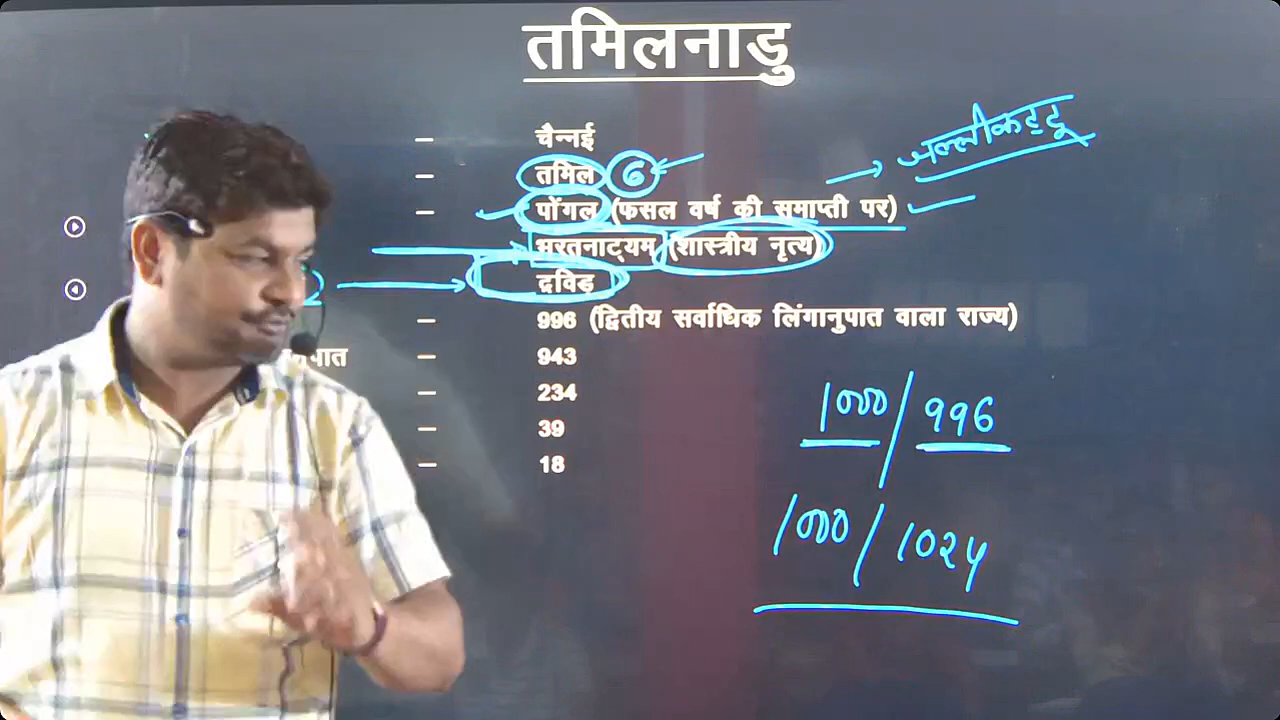 तमिलनाडु
– चैन्नई
– तमिल 6
जल्लीकट्टू
– पोंगल (फसल वर्ष की समाप्ती पर)
भरतनाट्यम् (शास्त्रीय नृत्य)
द्रविड़
– 996 (द्वितीय सर्वाधिक लिंगानुपात वाला राज्य)
– 943
– 234
– 39
– 18
1000/996
1000/1024